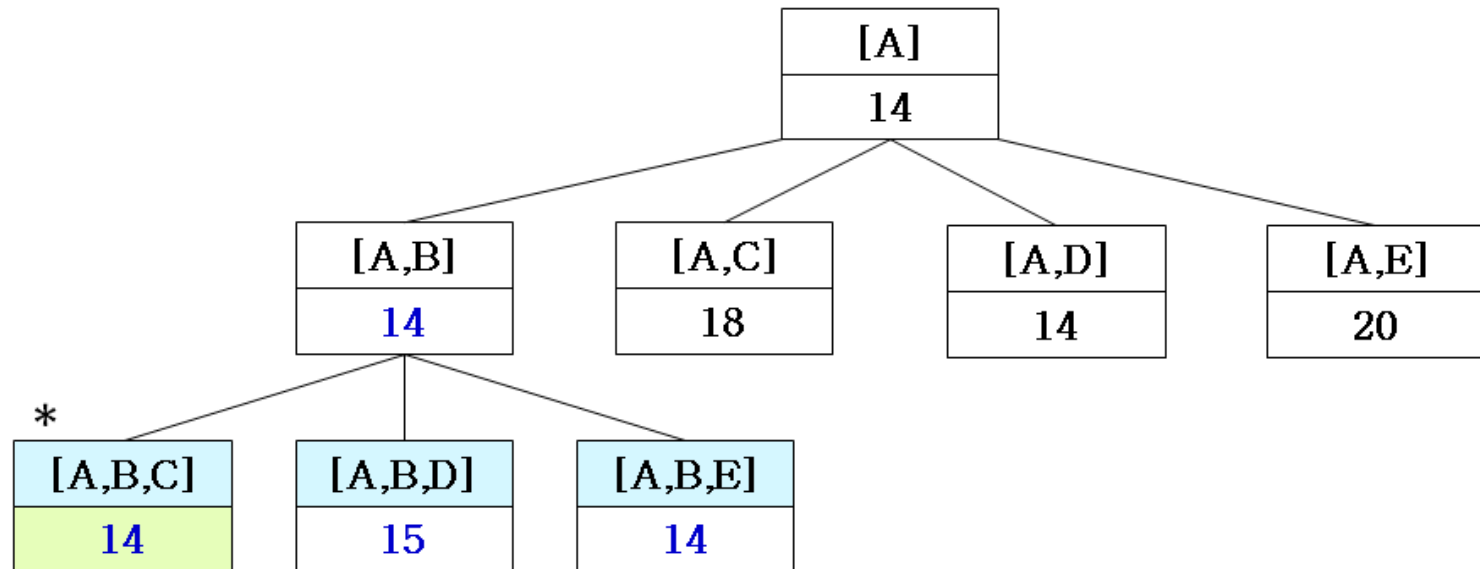 [A]
14
[A,B]
14
[A,C]
18
[A,D]
14
[A,E]
20
*
[A,B,C]
14
[A,B,D]
15
[A,B,E]
14